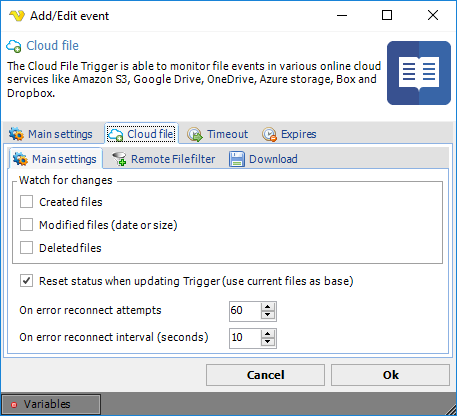 Add/Edit event
Cloud file
The Cloud File Trigger is able to monitor file events in various online cloud
services like Amazon S3, Google Drive, OneDrive, Azure storage, Box and
Dropbox.
Main settings Cloud file Timeout Expires
Main settings Remote Filefilter Download
Watch for changes
Created files
Modified files (date or size)
Deleted files
Reset status when updating Trigger (use current files as base)
On error reconnect attempts 60
On error reconnect interval (seconds) 10
Cancel Ok
Variables